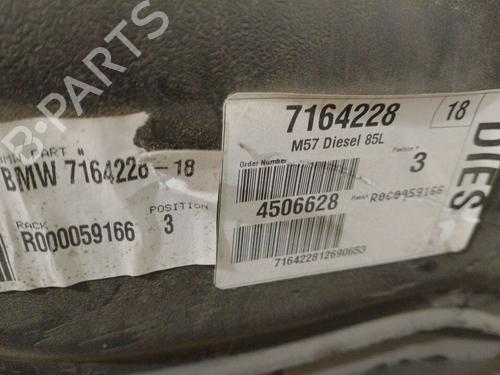 BMW PART #
BMW 7164228-18
RACK
R000059166
POSITION
3
7164228
18
M57 Diesel 85L
Order Number
Position #
3
4506628
Rack# R000059166
716422812690653
DIES
B-PARTS